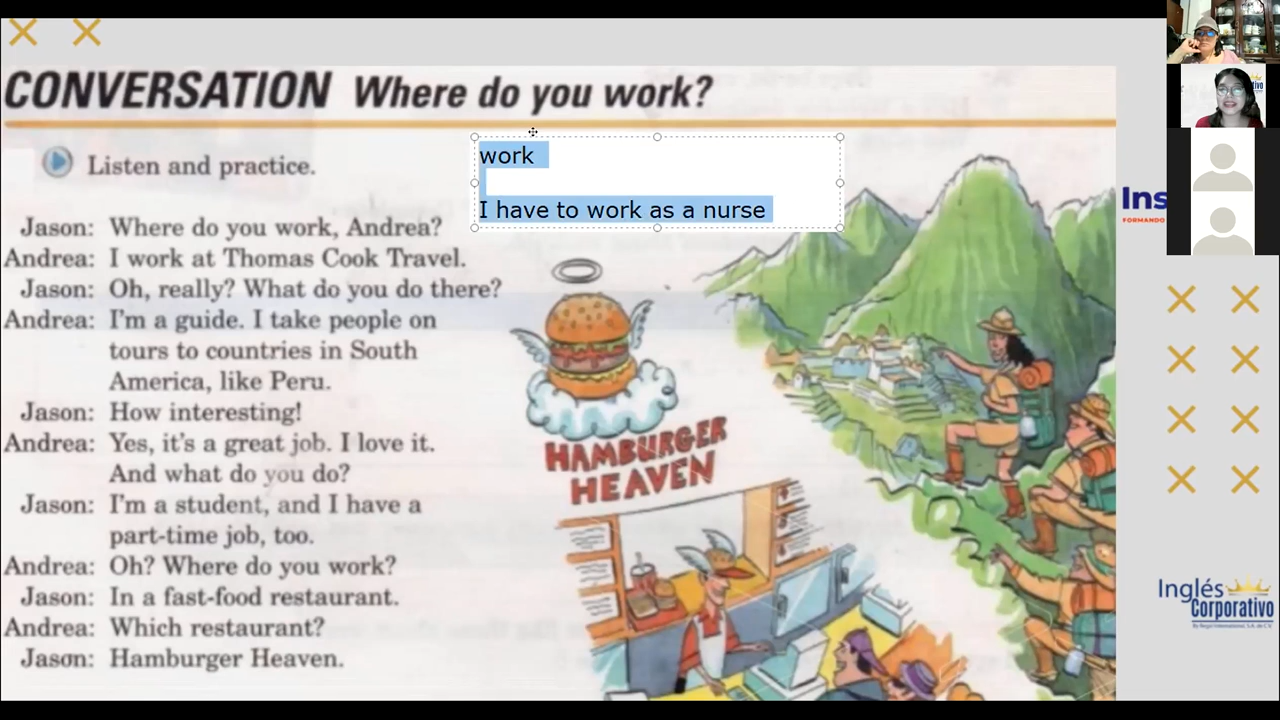 CONVERSATION Where do you work?
Listen and practice.
work
I have to work as a nurse
Jason: Where do you work, Andrea?
Andrea: I work at Thomas Cook Travel.
Jason: Oh, really? What do you do there?
Andrea: I'm a guide. I take people on
tours to countries in South
America, like Peru.
Jason: How interesting!
Andrea: Yes, it's a great job. I love it.
And what do you do?
Jason: I'm a student, and I have a
part-time job, too.
Andrea: Oh? Where do you work?
Jason: In a fast-food restaurant.
Andrea: Which restaurant?
Jason: Hamburger Heaven.
HAMBURGER
HEAVEN
Ins
FORMANDO
Inglés
Corporativo